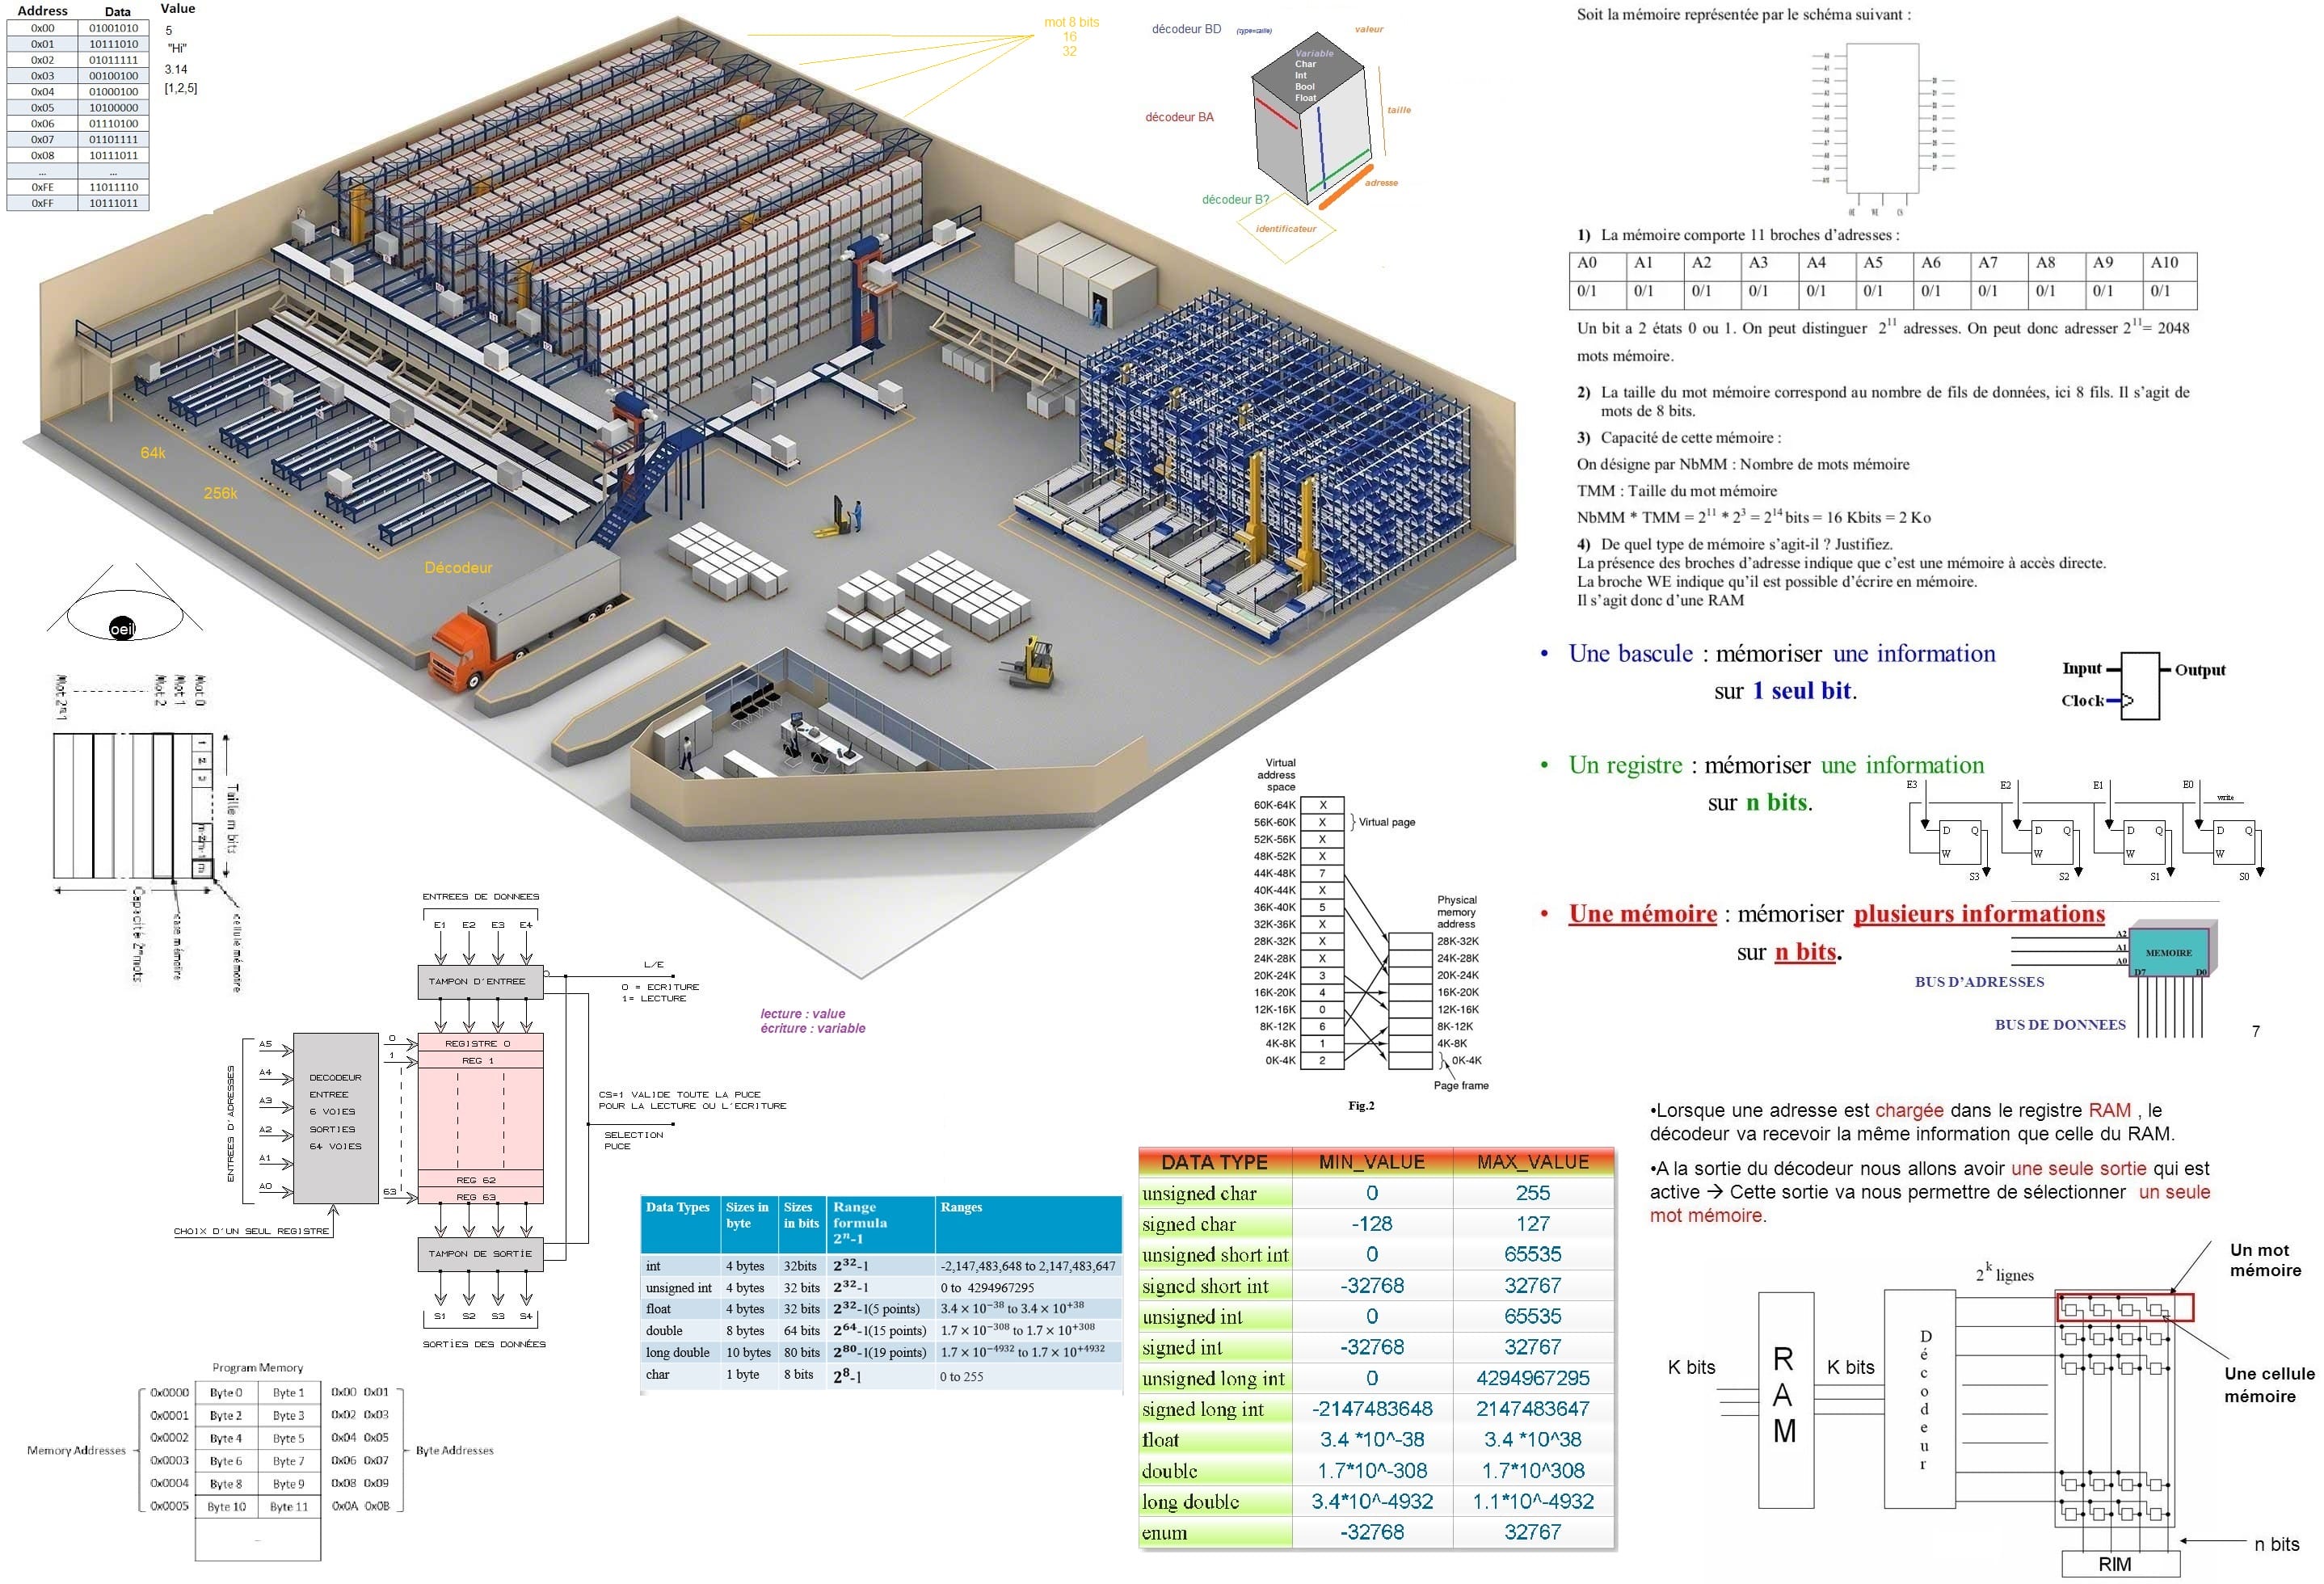 Address Data Value
0x00 01001010
0x01 10111010
0x02 01011111
0x03 00100100
0x04 01000100
0x05 10100000
0x06 01110100
0x07 01101111
0x08 10111011
... ...
0xFE 11011110
0xFF 10111011
5
"Hi"
3.14
[1,2,5]
mot 8 bits
16
32
64k
256k
Décodeur
décodeur BD (type=taille) valeur
Variable
Char
Int
Bool
Float
taille
décodeur BA
adresse
décodeur B?
identificateur
Soit la mémoire représentée par le schéma suivant :
OE WE CS
1) La mémoire comporte 11 broches d'adresses :
A0 A1 A2 A3 A4 A5 A6 A7 A8 A9 A10
0/1 0/1 0/1 0/1 0/1 0/1 0/1 0/1 0/1 0/1 0/1
Un bit a 2 états 0 ou 1. On peut distinguer 2^11 adresses. On peut donc adresser 2^11= 2048
mots mémoire.
2) La taille du mot mémoire correspond au nombre de fils de données, ici 8 fils. Il s'agit de
mots de 8 bits.
3) Capacité de cette mémoire :
On désigne par NbMM : Nombre de mots mémoire
TMM : Taille du mot mémoire
NbMM * TMM = 2^11 * 2^3 = 2^14 bits = 16 Kbits = 2 Ko
4) De quel type de mémoire s'agit-il ? Justifiez.
La présence des broches d'adresse indique que c'est une mémoire à accès directe.
La broche WE indique qu'il est possible d'écrire en mémoire.
Il s'agit donc d'une RAM
• Une bascule : mémoriser une information
sur 1 seul bit.
Input Output
Clock
• Un registre : mémoriser une information
sur n bits.
E3 E2 E1 E0 write
D Q D Q D Q D Q
W W W W
S3 S2 S1 S0
• Une mémoire : mémoriser plusieurs informations
sur n bits.
A2
A1
A0
MEMOIRE
D7 D0
BUS D'ADRESSES
BUS DE DONNEES
7
•Lorsque une adresse est chargée dans le registre RAM , le
décodeur va recevoir la même information que celle du RAM.
•A la sortie du décodeur nous allons avoir une seule sortie qui est
active → Cette sortie va nous permettre de sélectionner un seule
mot mémoire.
Un mot
mémoire
2^k lignes
K bits
RAM
K bits
Décodeur
Une cellule
mémoire
n bits
RIM
oeil
Mot 0
Mot 1
Mot 2
Taille m bits
cellule mémoire
case mémoire
ENTREES DE DONNEES
E1 E2 E3 E4
TAMPON D'ENTREE
L/E
0 = ECRITURE
1= LECTURE
ENTREES D'ADRESSES
A5
A4
A3
A2
A1
A0
DECODEUR
ENTREE
6 VOIES
SORTIES
64 VOIES
0
1
63
REGISTRE 0
REG 1
REG 62
REG 63
CS=1 VALIDE TOUTE LA PUCE
POUR LA LECTURE OU L'ECRITURE
SELECTION
PUCE
CHOIX D'UN SEUL REGISTRE
TAMPON DE SORTIE
S1 S2 S3 S4
SORTIES DES DONNÉES
lecture : value
écriture : variable
Program Memory
Memory Addresses
Byte Addresses
0x0000 Byte 0 Byte 1 0x00 0x01
0x0001 Byte 2 Byte 3 0x02 0x03
0x0002 Byte 4 Byte 5 0x04 0x05
0x0003 Byte 6 Byte 7 0x06 0x07
0x0004 Byte 8 Byte 9 0x08 0x09
0x0005 Byte 10 Byte 11 0x0A 0x0B
Virtual
address
space
60K-64K X
56K-60K X
52K-56K X
48K-52K X
44K-48K 7
40K-44K X
36K-40K 5
32K-36K X
28K-32K X
24K-28K X
20K-24K 3
16K-20K 4
12K-16K 0
8K-12K 6
4K-8K 1
0K-4K 2
Virtual page
Physical
memory
address
28K-32K
24K-28K
20K-24K
16K-20K
12K-16K
8K-12K
4K-8K
0K-4K
Page frame
Fig.2
Data Types Sizes in byte Sizes in bits Range formula 2^n-1 Ranges
int 4 bytes 32bits 2^32-1 -2,147,483,648 to 2,147,483,647
unsigned int 4 bytes 32 bits 2^32-1 0 to 4294967295
float 4 bytes 32 bits 2^32-1(5 points) 3.4 × 10^−38 to 3.4 × 10^+38
double 8 bytes 64 bits 2^64-1(15 points) 1.7 × 10^−308 to 1.7 × 10^+308
long double 10 bytes 80 bits 2^80-1(19 points) 1.7 × 10^−4932 to 1.7 × 10^+4932
char 1 byte 8 bits 2^8-1 0 to 255
DATA TYPE MIN_VALUE MAX_VALUE
unsigned char 0 255
signed char -128 127
unsigned short int 0 65535
signed short int -32768 32767
unsigned int 0 65535
signed int -32768 32767
unsigned long int 0 4294967295
signed long int -2147483648 2147483647
float 3.4 *10^-38 3.4 *10^38
double 1.7*10^-308 1.7*10^308
long double 3.4*10^-4932 1.1*10^-4932
enum -32768 32767